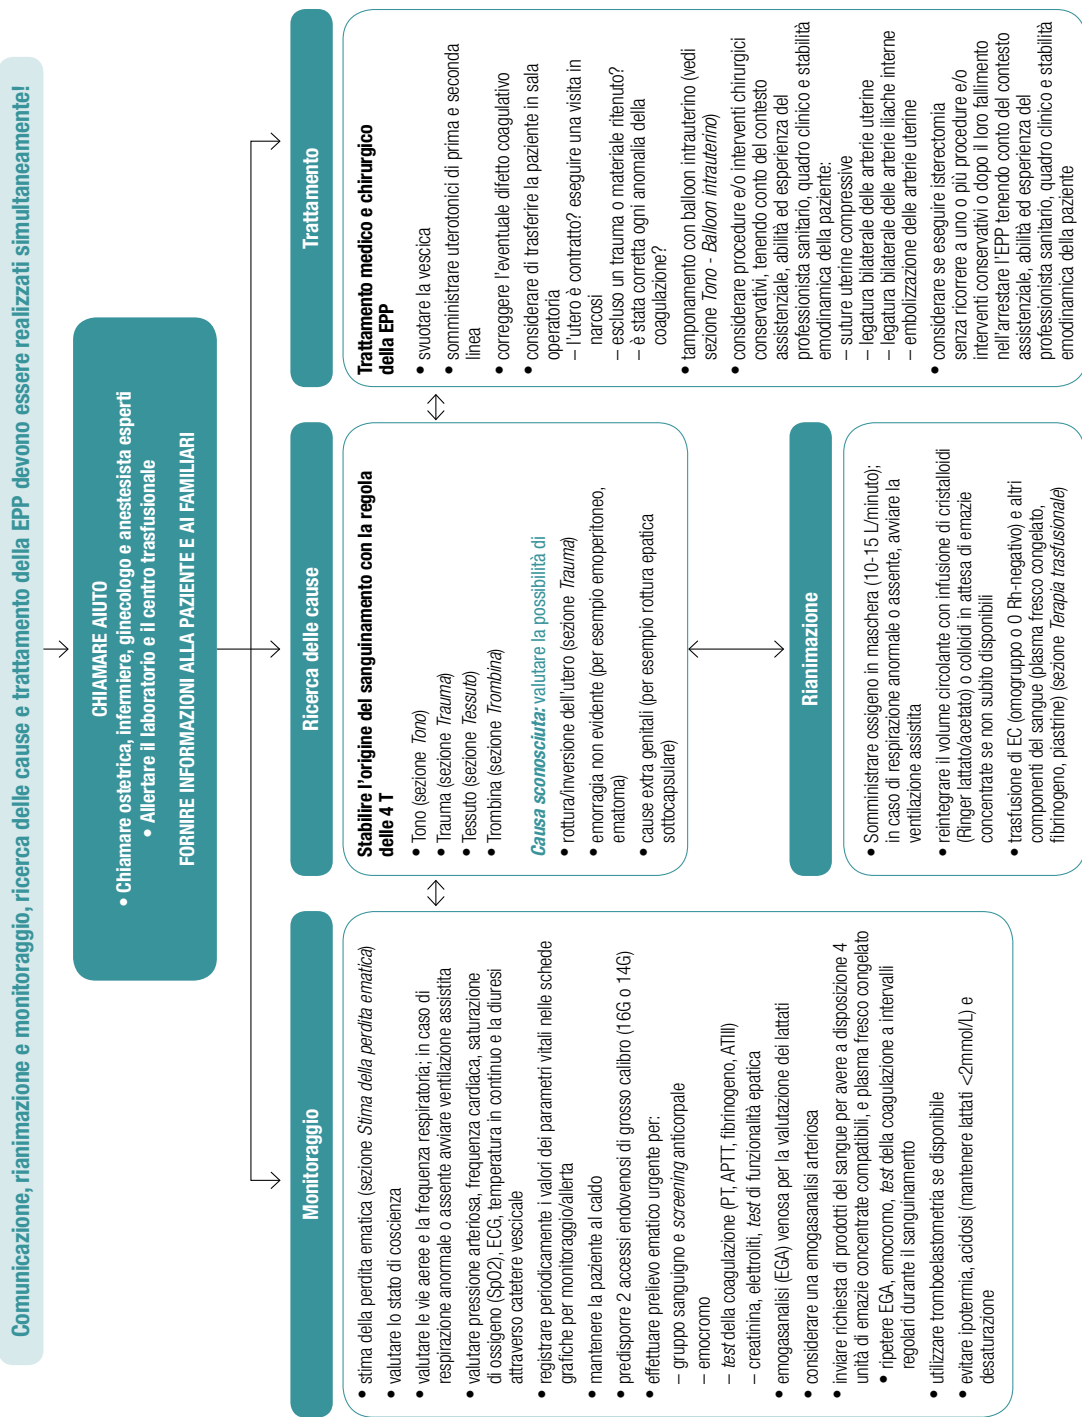 Comunicazione, rianimazione e monitoraggio, ricerca delle cause e trattamento della EPP devono essere realizzati simultaneamente!
CHIAMARE AIUTO
• Chiamare ostetrica, infermiere, ginecologo e anestesista esperti
• Allertare il laboratorio e il centro trasfusionale
FORNIRE INFORMAZIONI ALLA PAZIENTE E AI FAMILIARI
Monitoraggio
• stima della perdita ematica (sezione Stima della perdita ematica)
• valutare lo stato di coscienza
• valutare le vie aeree e la frequenza respiratoria; in caso di
respirazione anormale o assente avviare ventilazione assistita
• valutare pressione arteriosa, frequenza cardiaca, saturazione
di ossigeno (SpO2), ECG, temperatura in continuo e la diuresi
attraverso catetere vescicale
• registrare periodicamente i valori dei parametri vitali nelle schede
grafiche per monitoraggio/allerta
• mantenere la paziente al caldo
• predisporre 2 accessi endovenosi di grosso calibro (16G o 14G)
• effettuare prelievo ematico urgente per:
– gruppo sanguigno e screening anticorpale
– emocromo
– test della coagulazione (PT, APTT, fibrinogeno, ATIII)
– creatinina, elettroliti, test di funzionalità epatica
• emogasanalisi (EGA) venosa per la valutazione dei lattati
• considerare una emogasanalisi arteriosa
• inviare richiesta di prodotti del sangue per avere a disposizione 4
unità di emazie concentrate compatibili, e plasma fresco congelato
• ripetere EGA, emocromo, test della coagulazione a intervalli
regolari durante il sanguinamento
• utilizzare tromboelastometria se disponibile
• evitare ipotermia, acidosi (mantenere lattati <2mmol/L) e
desaturazione
Ricerca delle cause
Stabilire l'origine del sanguinamento con la regola
delle 4 T
• Tono (sezione Tono)
• Trauma (sezione Trauma)
• Tessuto (sezione Tessuto)
• Trombina (sezione Trombina)
Causa sconosciuta: valutare la possibilità di
• rottura/inversione dell'utero (sezione Trauma)
• emorragia non evidente (per esempio emoperitoneo,
ematoma)
• cause extra genitali (per esempio rottura epatica
sottocapsulare)
Rianimazione
• Somministrare ossigeno in maschera (10-15 L/minuto);
in caso di respirazione anormale o assente, avviare la
ventilazione assistita
• reintegrare il volume circolante con infusione di cristalloidi
(Ringer lattato/acetato) o colloidi in attesa di emazie
concentrate se non subito disponibili
• trasfusione di EC (omogruppo o 0 Rh-negativo) e altri
componenti del sangue (plasma fresco congelato,
fibrinogeno, piastrine) (sezione Terapia trasfusionale)
Trattamento
Trattamento medico e chirurgico
della EPP
• svuotare la vescica
• somministrare uterotonici di prima e seconda
linea
• correggere l'eventuale difetto coagulativo
• considerare di trasferire la paziente in sala
operatoria
– l'utero è contratto? eseguire una visita in
narcosi
– escluso un trauma o materiale ritenuto?
– è stata corretta ogni anomalia della
coagulazione?
• tamponamento con balloon intrauterino (vedi
sezione Tono - Balloon intrauterino)
• considerare procedure e/o interventi chirurgici
conservativi, tenendo conto del contesto
assistenziale, abilità ed esperienza del
professionista sanitario, quadro clinico e stabilità
emodinamica della paziente:
– suture uterine compressive
– legatura bilaterale delle arterie uterine
– legatura bilaterale delle arterie iliache interne
– embolizzazione delle arterie uterine
• considerare se eseguire isterectomia
senza ricorrere a uno o più procedure e/o
interventi conservativi o dopo il loro fallimento
nell'arrestare l'EPP tenendo conto del contesto
assistenziale, abilità ed esperienza del
professionista sanitario, quadro clinico e stabilità
emodinamica della paziente